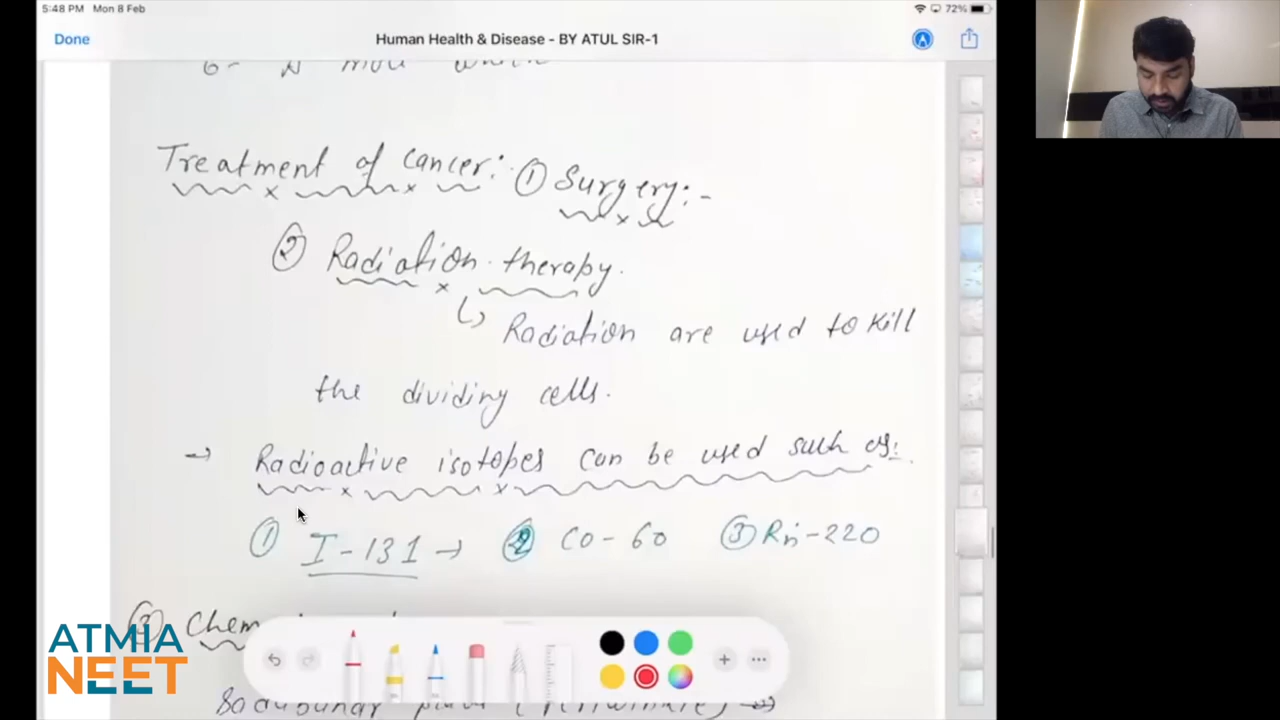 5:48 PM Mon 8 Feb
72%
Done
Human Health & Disease - BY ATUL SIR-1
Treatment of cancer: ① Surgery:-
② Radiation therapy.
Radiation are used to kill
the dividing cells.
→ Radioactive isotopes can be used such as:
① I-131 → ② CO-60 ③ Rn-220
③ Chem
ATMIA
NEET